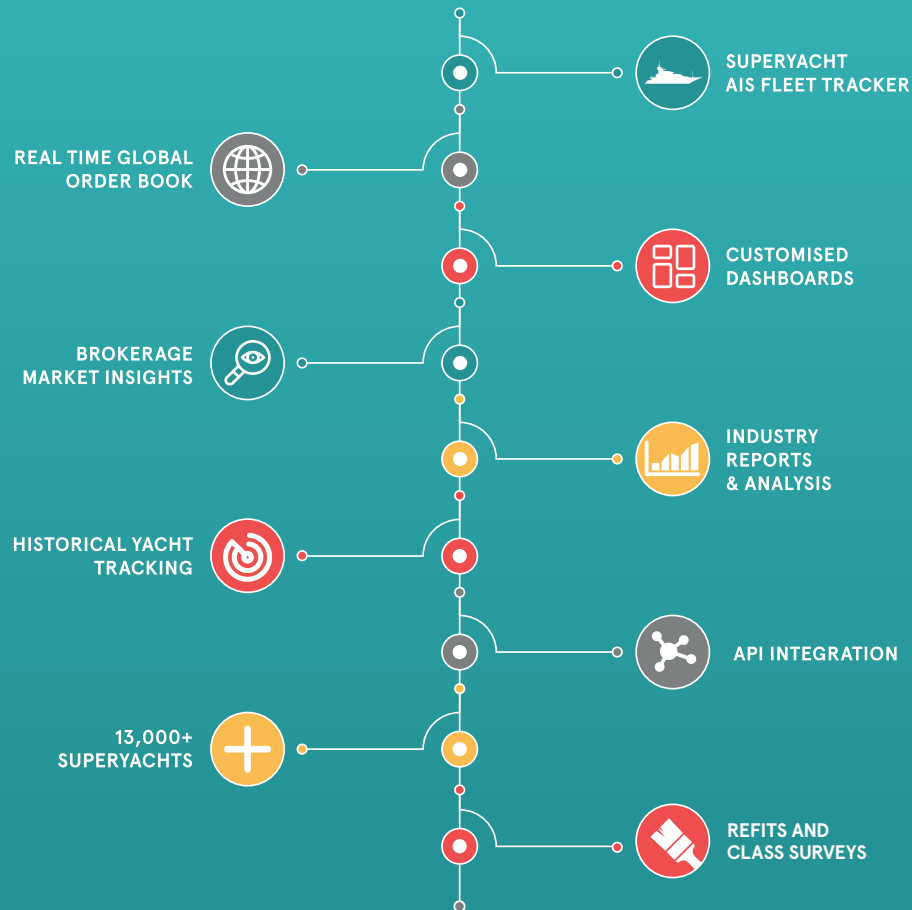 SUPERYACHT
AIS FLEET TRACKER
REAL TIME GLOBAL
ORDER BOOK
CUSTOMISED
DASHBOARDS
BROKERAGE
MARKET INSIGHTS
INDUSTRY
REPORTS
& ANALYSIS
HISTORICAL YACHT
TRACKING
API INTEGRATION
13,000+
SUPERYACHTS
REFITS AND
CLASS SURVEYS